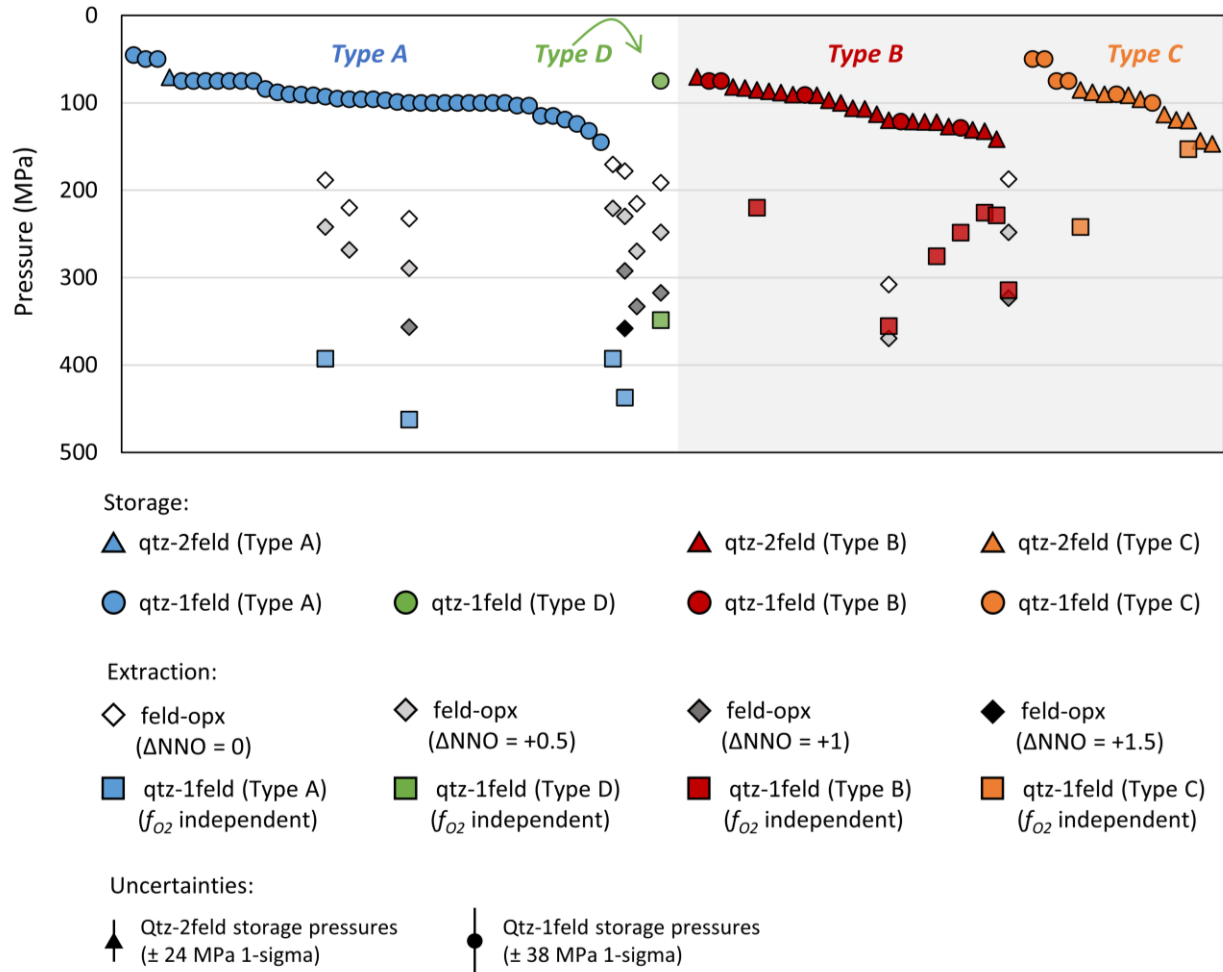 0
100
200
300
400
500
Pressure (MPa)
Type A
Type D
Type B
Type C
Storage:
qtz-2feld (Type A)
qtz-2feld (Type B)
qtz-2feld (Type C)
qtz-1feld (Type A)
qtz-1feld (Type D)
qtz-1feld (Type B)
qtz-1feld (Type C)
Extraction:
feld-opx
(ΔNNO = 0)
feld-opx
(ΔNNO = +0.5)
feld-opx
(ΔNNO = +1)
feld-opx
(ΔNNO = +1.5)
qtz-1feld (Type A)
(fO2 independent)
qtz-1feld (Type D)
(fO2 independent)
qtz-1feld (Type B)
(fO2 independent)
qtz-1feld (Type C)
(fO2 independent)
Uncertainties:
Qtz-2feld storage pressures
(± 24 MPa 1-sigma)
Qtz-1feld storage pressures
(± 38 MPa 1-sigma)